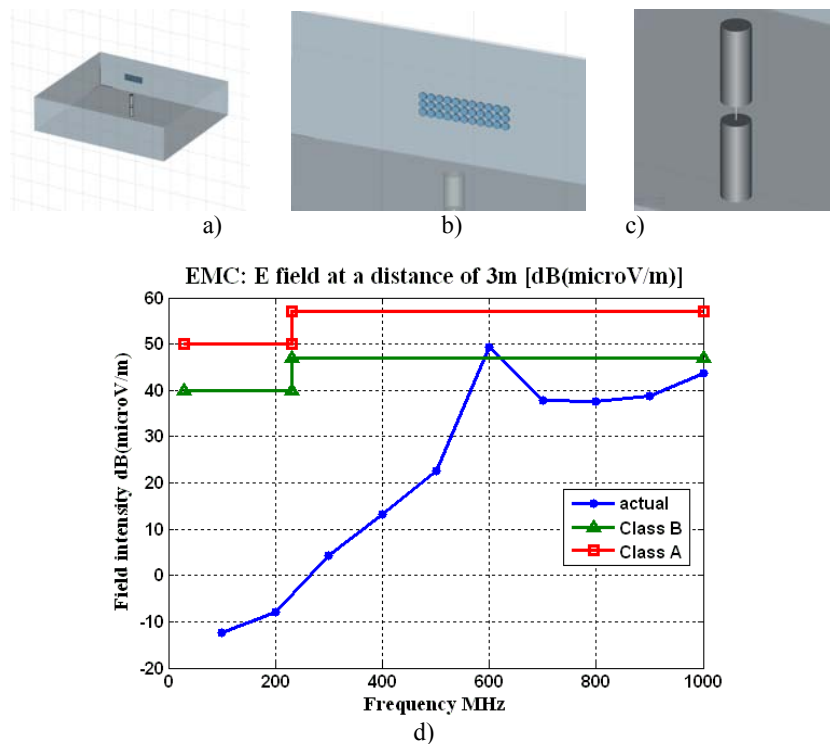 a)
b)
c)
EMC: E field at a distance of 3m [dB(microV/m)]
Field intensity dB(microV/m)
60
50
40
30
20
10
0
-10
-20
actual
Class B
Class A
0
200
400
600
800
1000
Frequency MHz
d)